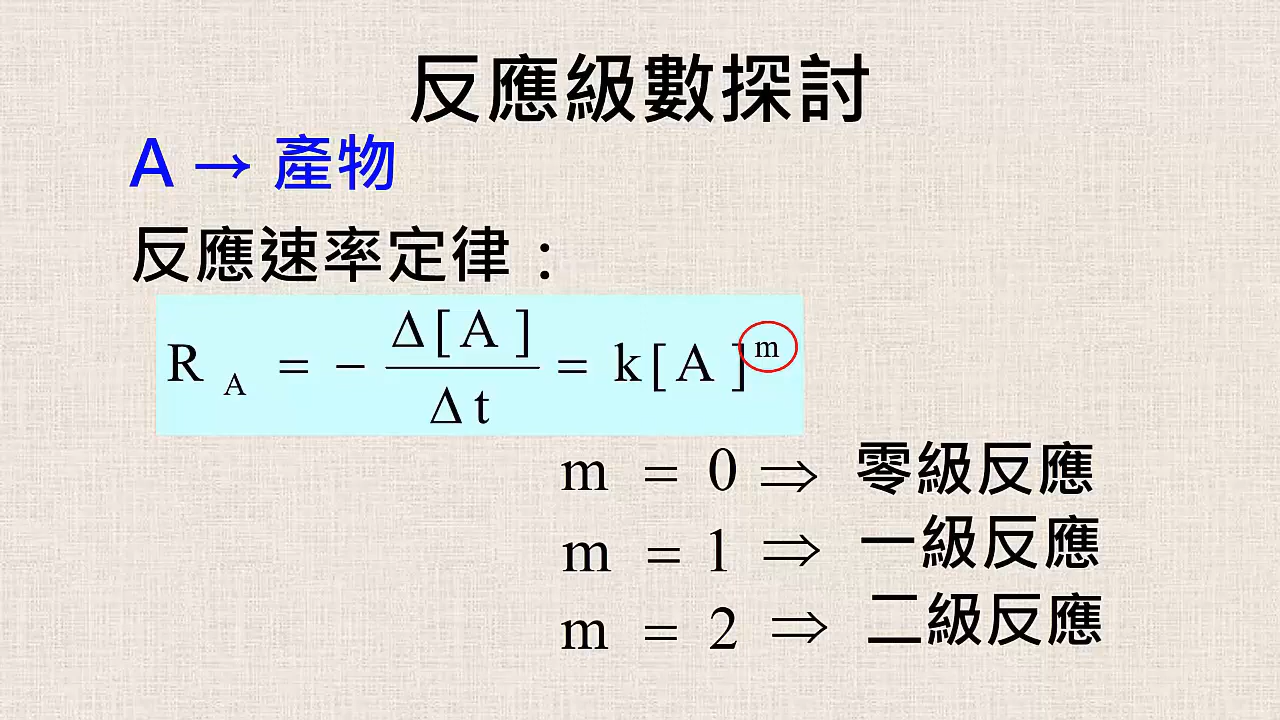 反應級數探討
A → 產物
反應速率定律：
R_A = − Δ[A]/Δt = k[A]^m
m = 0 ⇒ 零級反應
m = 1 ⇒ 一級反應
m = 2 ⇒ 二級反應